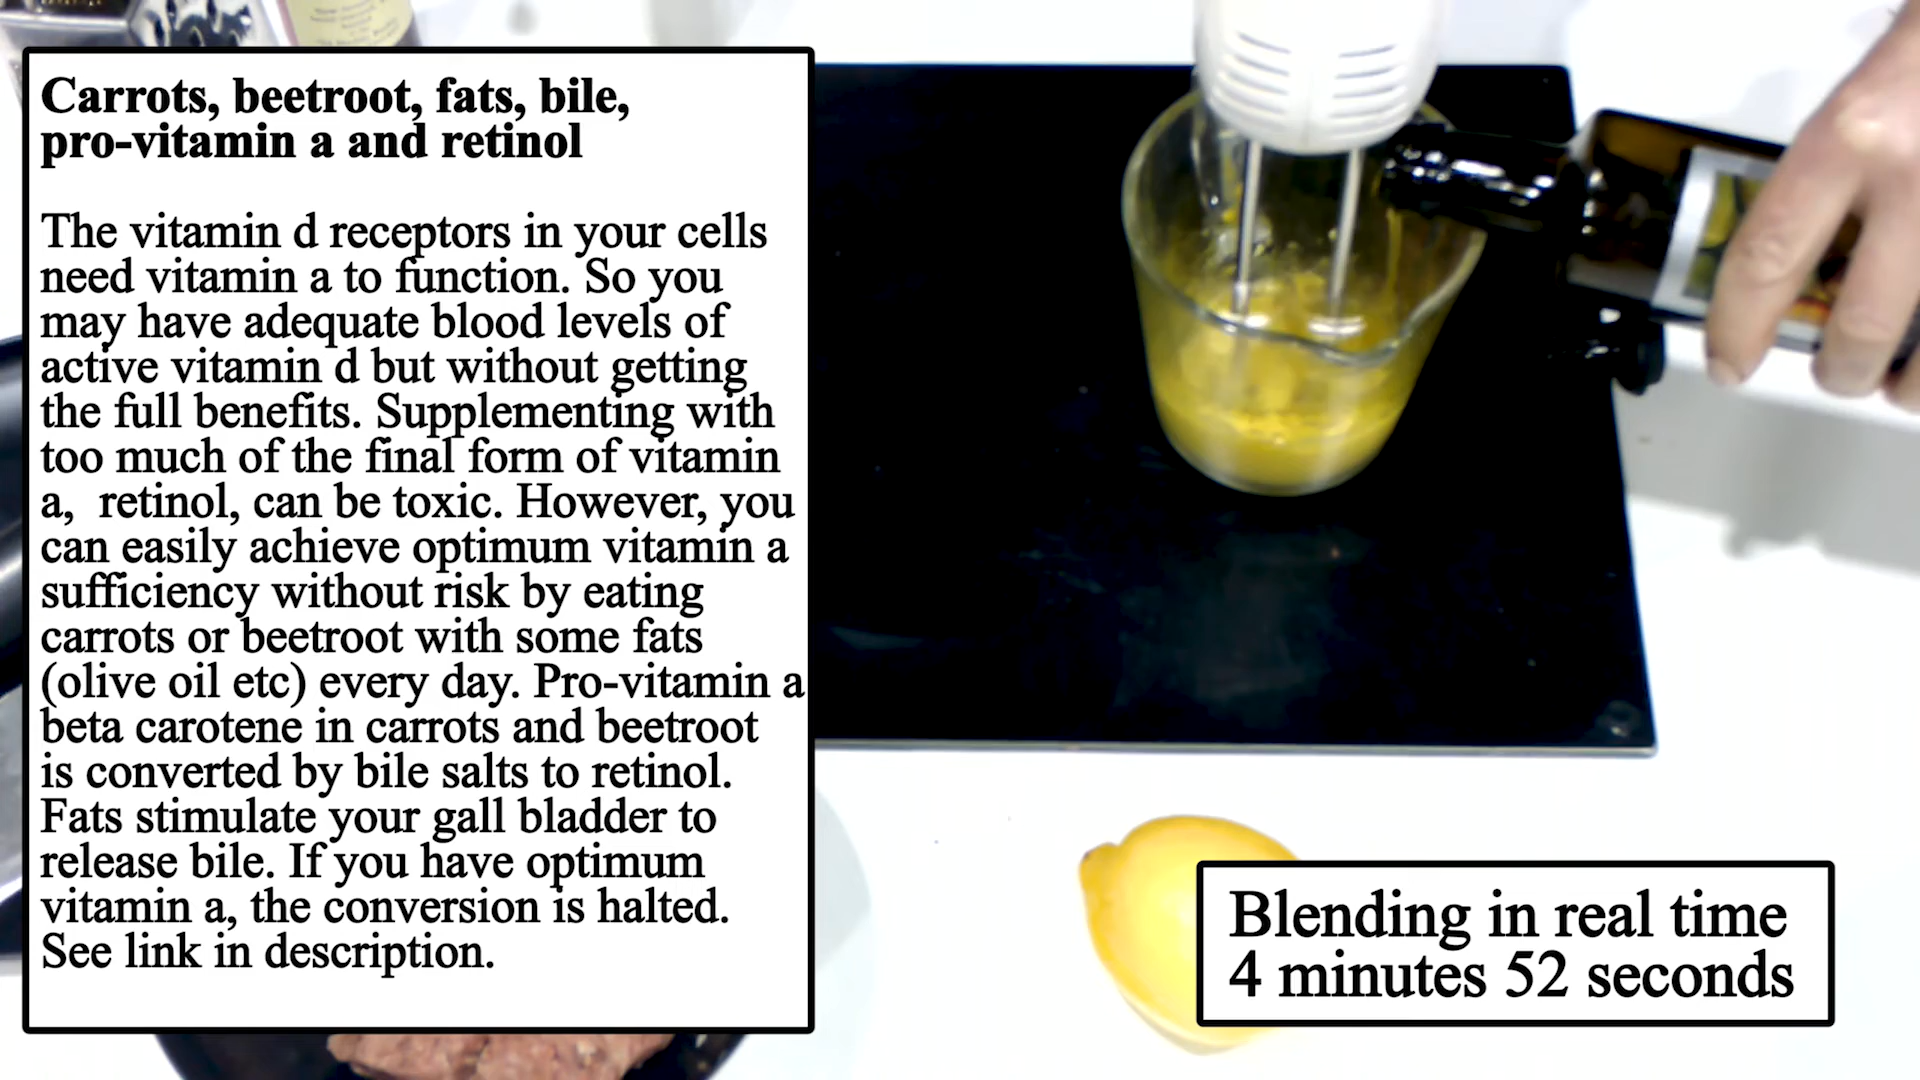 Carrots, beetroot, fats, bile,
pro-vitamin a and retinol
The vitamin d receptors in your cells
need vitamin a to function. So you
may have adequate blood levels of
active vitamin d but without getting
the full benefits. Supplementing with
too much of the final form of vitamin
a,  retinol, can be toxic. However, you
can easily achieve optimum vitamin a
sufficiency without risk by eating
carrots or beetroot with some fats
(olive oil etc) every day. Pro-vitamin a
beta carotene in carrots and beetroot
is converted by bile salts to retinol.
Fats stimulate your gall bladder to
release bile. If you have optimum
vitamin a, the conversion is halted.
See link in description.
Blending in real time
4 minutes 52 seconds